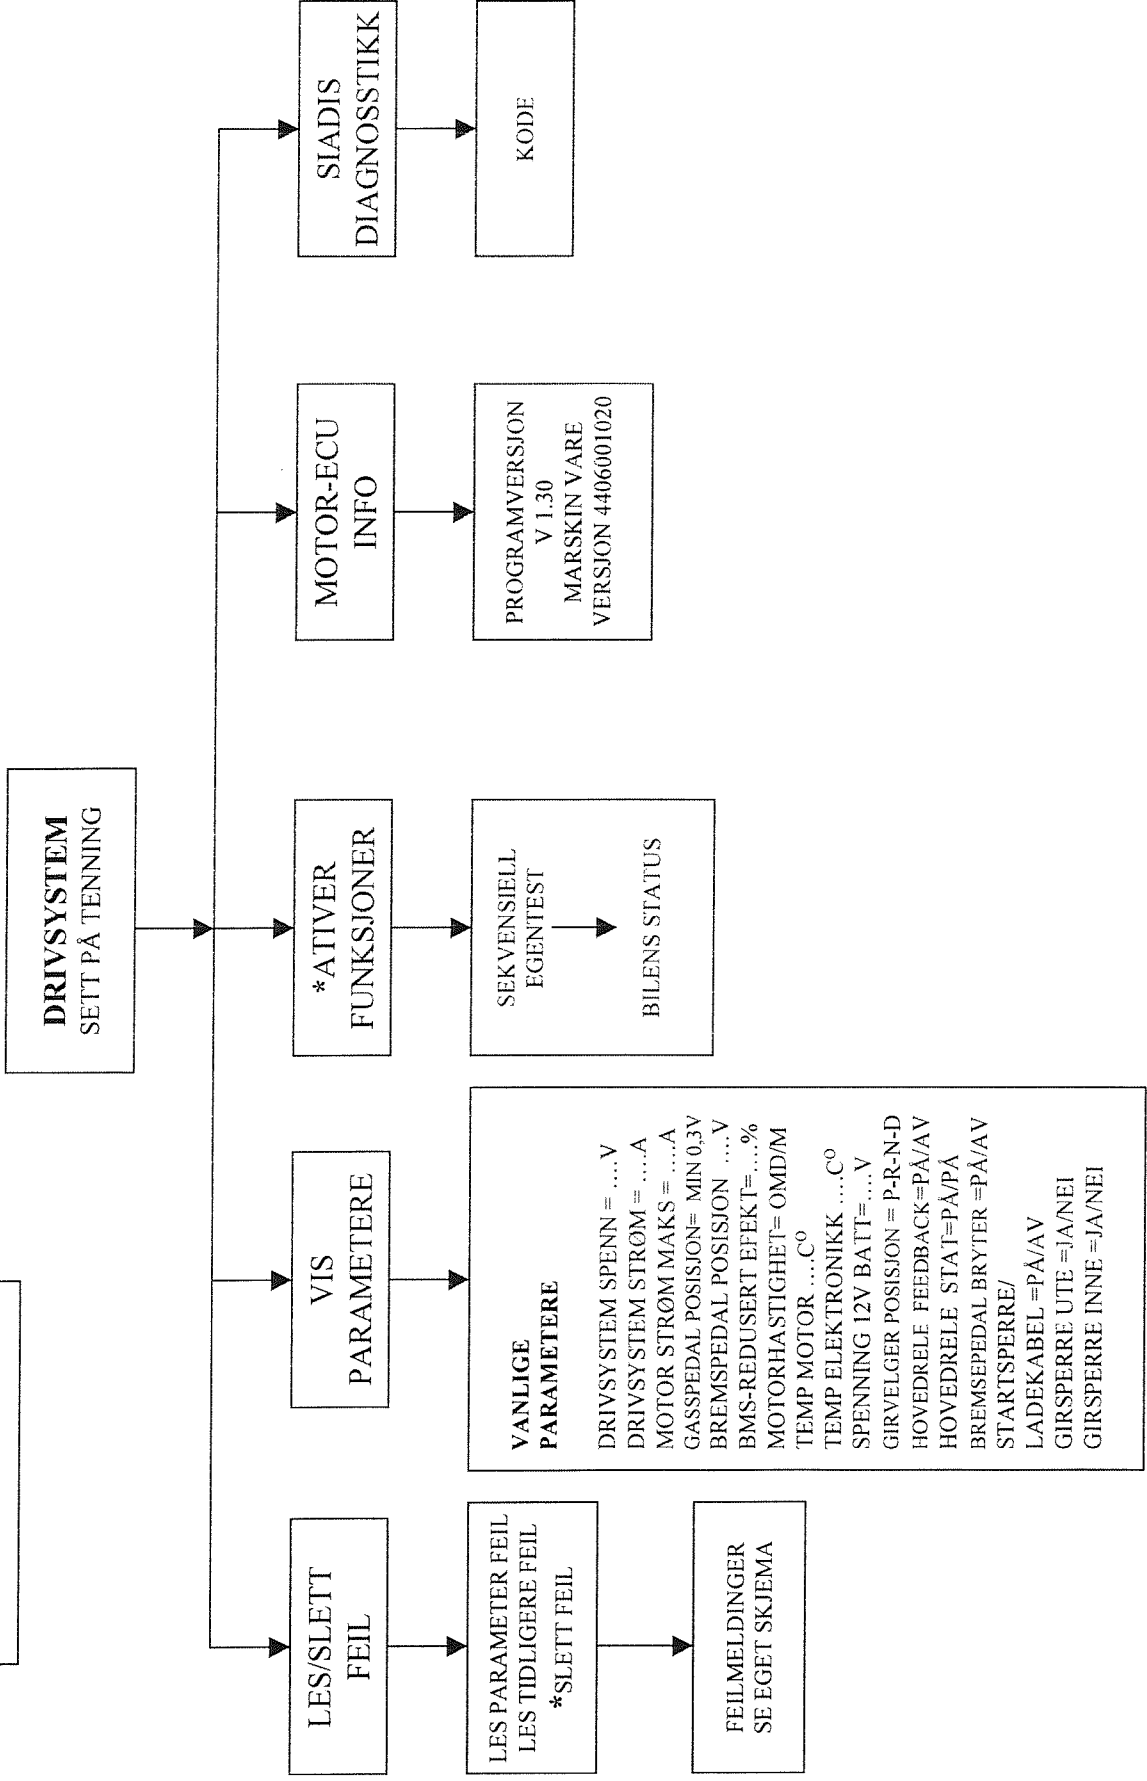 DRIVSYSTEM
SETT PÅ TENNING
LES/SLETT
FEIL
LES PARAMETER FEIL
LES TIDLIGERE FEIL
*SLETT FEIL
FEILMELDINGER
SE EGET SKJEMA
VIS
PARAMETERE
VANLIGE
PARAMETERE
DRIVSYSTEM SPENN = ….V
DRIVSYSTEM STRØM = ….A
MOTOR STRØM MAKS = ….A
GASSPEDAL POSISJON= MIN 0,3V
BREMSPEDAL POSISJON ….V
BMS-REDUSERT EFEKT=….%
MOTORHASTIGHET= OMD/M
TEMP MOTOR ….C°
TEMP ELEKTRONIKK ….C°
SPENNING 12V BATT=….V
GIRVELGER POSISJON = P-R-N-D
HOVEDRELE FEEDBACK=PÅ/AV
HOVEDRELE STAT=PÅ/PÅ
BREMSEPEDAL BRYTER =PÅ/AV
STARTSPERRE/
LADEKABEL =PÅ/AV
GIRSPERRE UTE =JA/NEI
GIRSPERRE INNE =JA/NEI
*ATIVER
FUNKSJONER
SEKVENSIELL
EGENTEST
BILENS STATUS
MOTOR-ECU
INFO
PROGRAMVERSJON
V 1.30
MARSKIN VARE
VERSJON 4406001020
SIADIS
DIAGNOSSTIKK
KODE